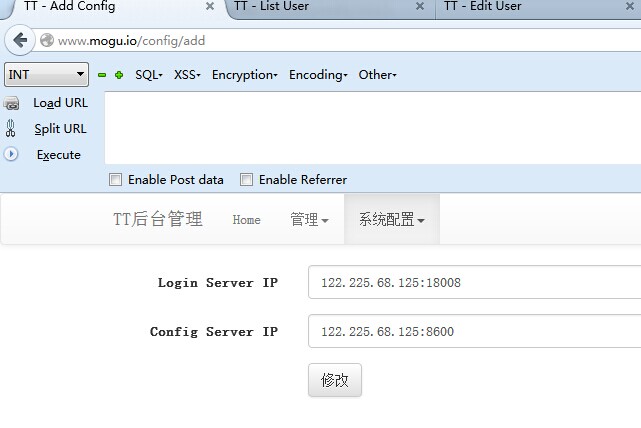 TT - Add Config TT - List User TT - Edit User
www.mogu.io/config/add
INT SQL XSS Encryption Encoding Other
Load URL
Split URL
Execute
Enable Post data Enable Referrer
TT后台管理 Home 管理 系统配置
Login Server IP 122.225.68.125:18008
Config Server IP 122.225.68.125:8600
修改